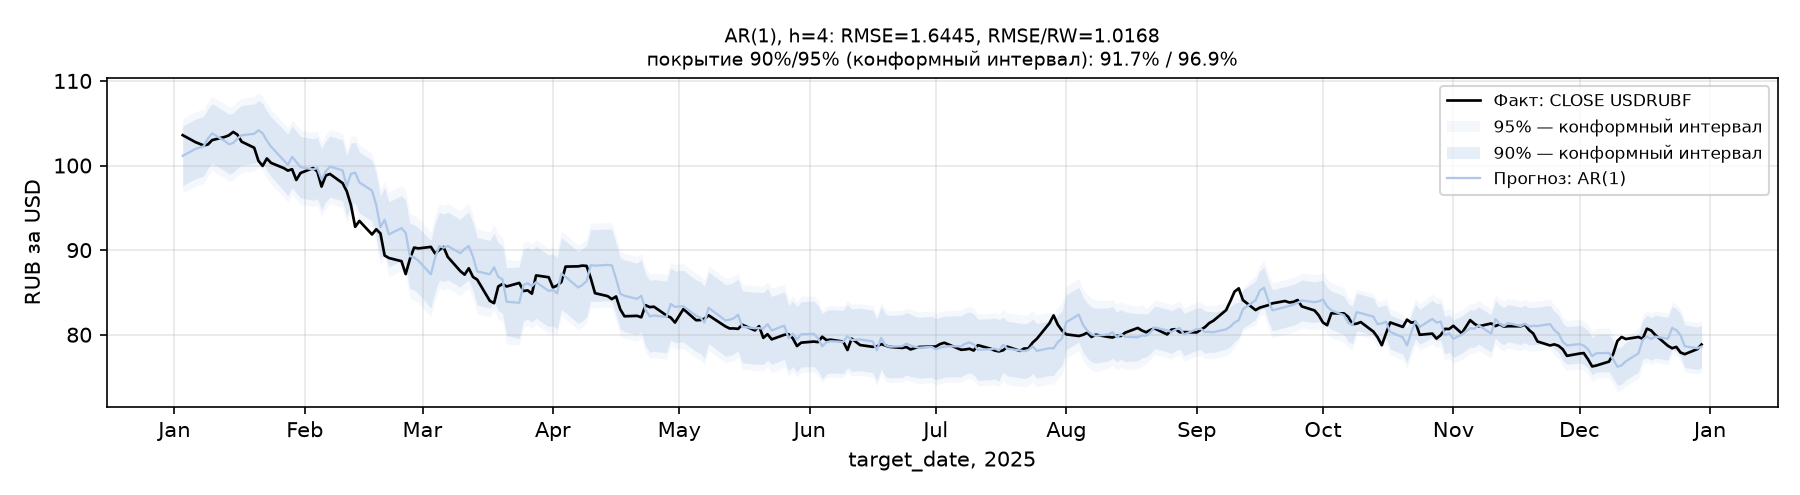 AR(1), h=4: RMSE=1.6445, RMSE/RW=1.0168
покрытие 90%/95% (конформный интервал): 91.7% / 96.9%
110
100
90
80
RUB за USD
Факт: CLOSE USDRUBF
95% — конформный интервал
90% — конформный интервал
Прогноз: AR(1)
Jan Feb Mar Apr May Jun Jul Aug Sep Oct Nov Dec Jan
target_date, 2025